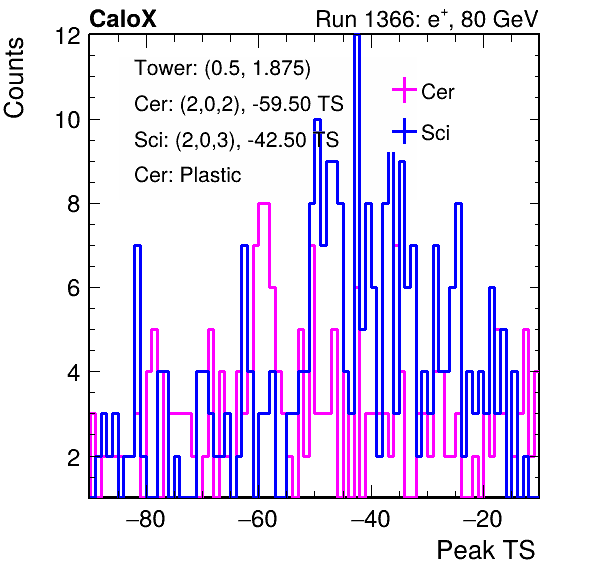 CaloX Run 1366: e+, 80 GeV
Counts
12
10
8
6
4
2
Tower: (0.5, 1.875)
Cer: (2,0,2), -59.50 TS
Sci: (2,0,3), -42.50 TS
Cer: Plastic
Cer
Sci
−80 −60 −40 −20
Peak TS